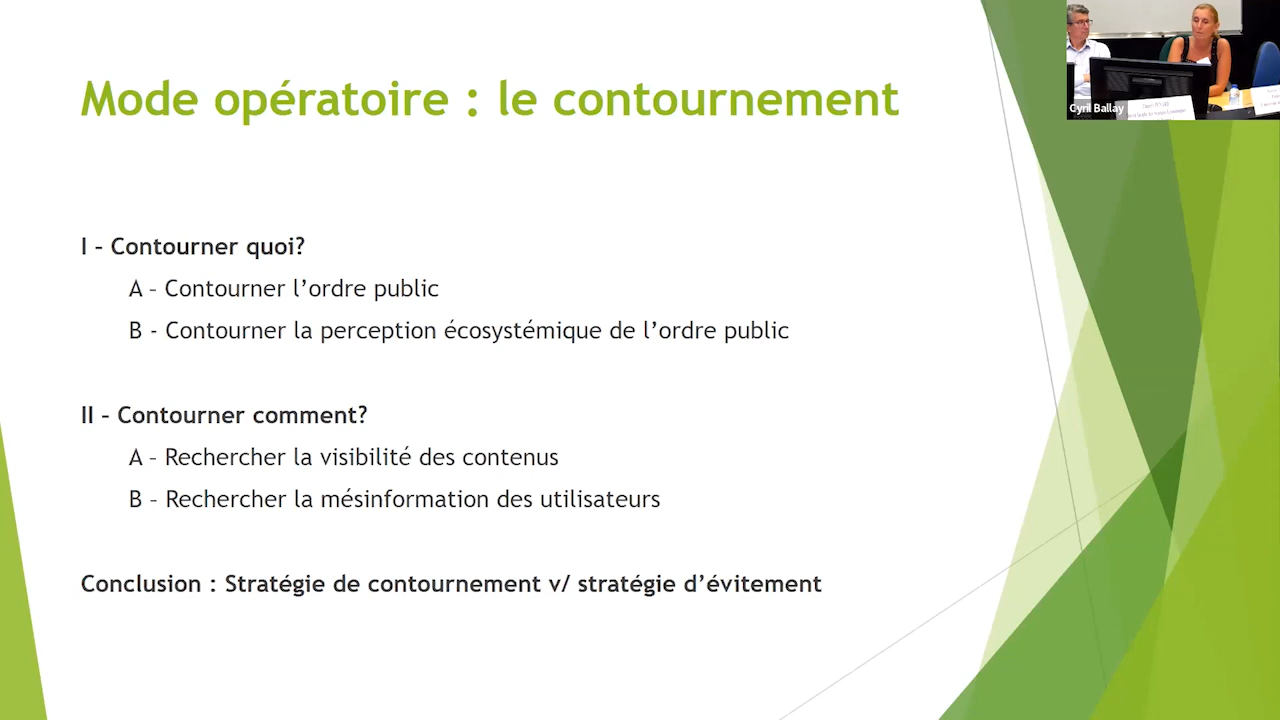 Mode opératoire : le contournement
Cyril Ballay
I – Contourner quoi?
A – Contourner l’ordre public
B - Contourner la perception écosystémique de l’ordre public
II – Contourner comment?
A – Rechercher la visibilité des contenus
B – Rechercher la mésinformation des utilisateurs
Conclusion : Stratégie de contournement v/ stratégie d’évitement